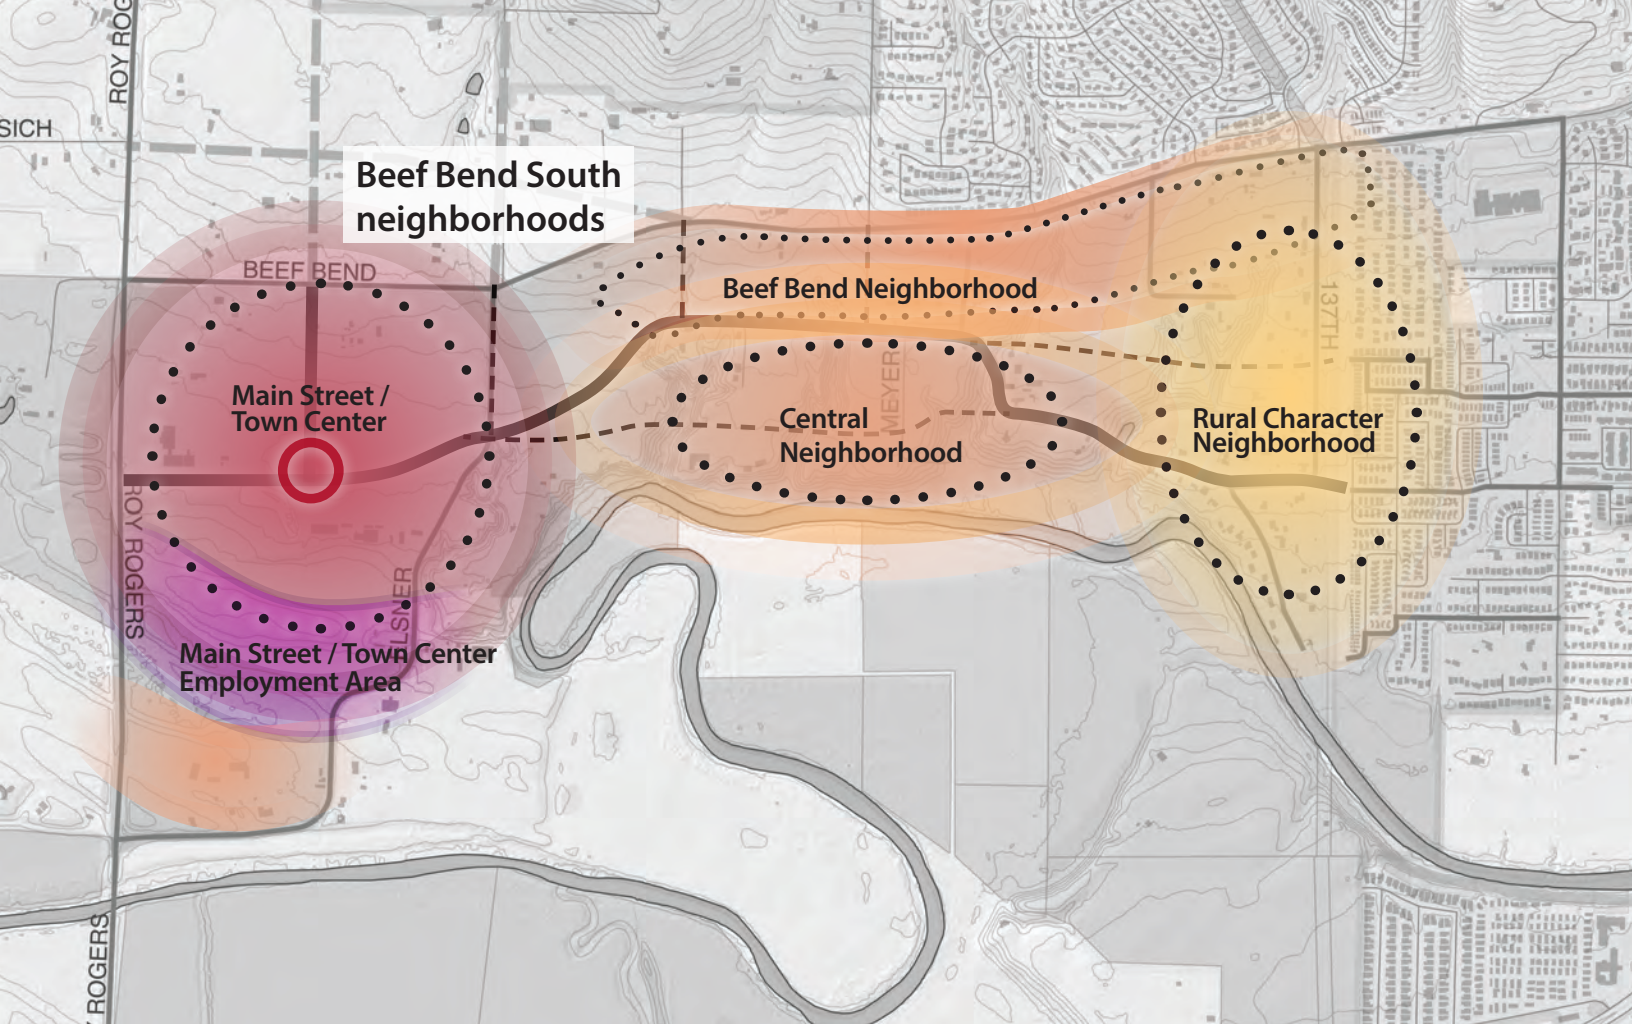 ROY ROG
SICH
Beef Bend South
neighborhoods
BEEF BEND
Beef Bend Neighborhood
137TH
MEYER
Main Street /
Town Center
Central
Neighborhood
Rural Character
Neighborhood
ROY ROGERS
Main Street / Town Center
Employment Area
ROGERS